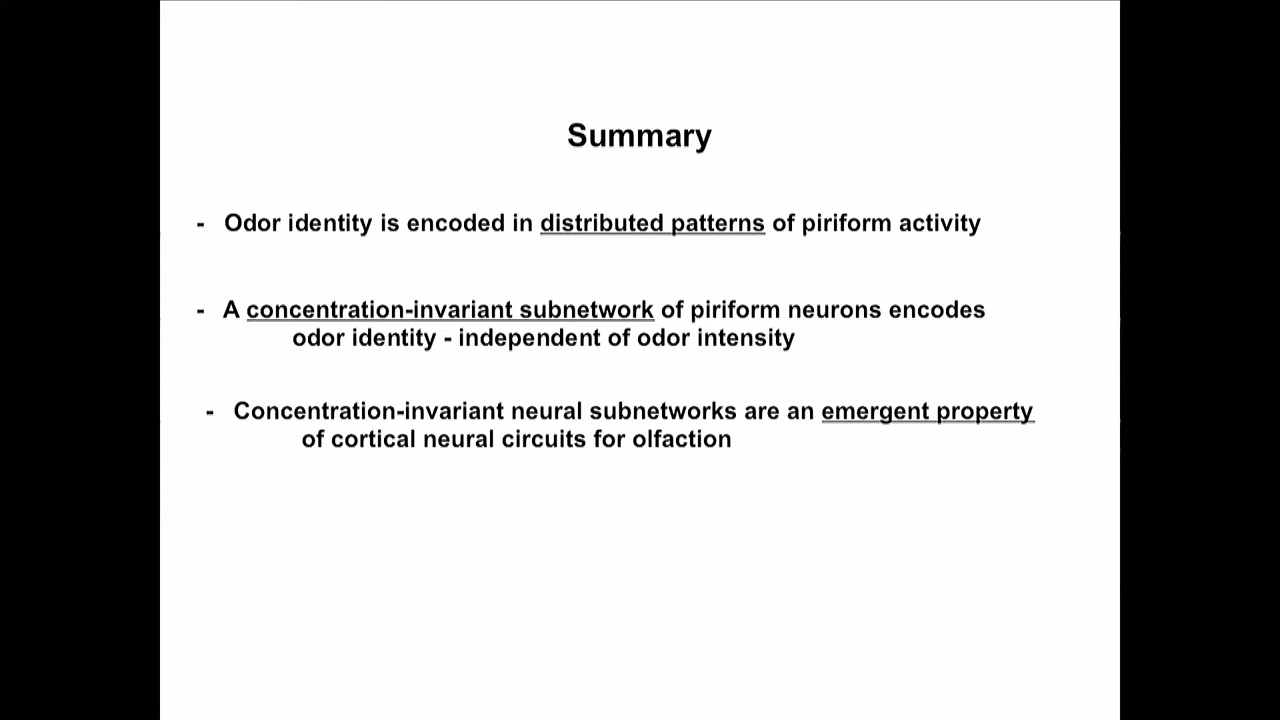 Summary
- Odor identity is encoded in distributed patterns of piriform activity
- A concentration-invariant subnetwork of piriform neurons encodes
odor identity - independent of odor intensity
- Concentration-invariant neural subnetworks are an emergent property
of cortical neural circuits for olfaction